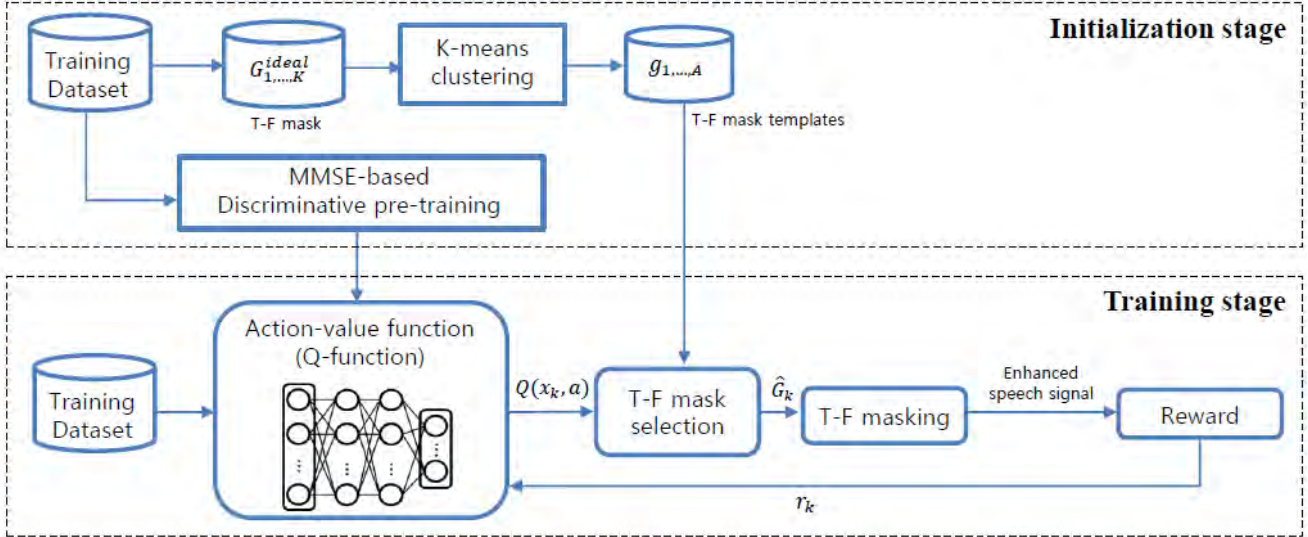 Initialization stage
Training
Dataset
G^{ideal}_{1,...,K}
T-F mask
K-means
clustering
g_{1,...,A}
T-F mask templates
MMSE-based
Discriminative pre-training
Training stage
Training
Dataset
Action-value function
(Q-function)
Q(x_k, a)
T-F mask
selection
Ĝ_k
T-F masking
Enhanced
speech signal
Reward
r_k